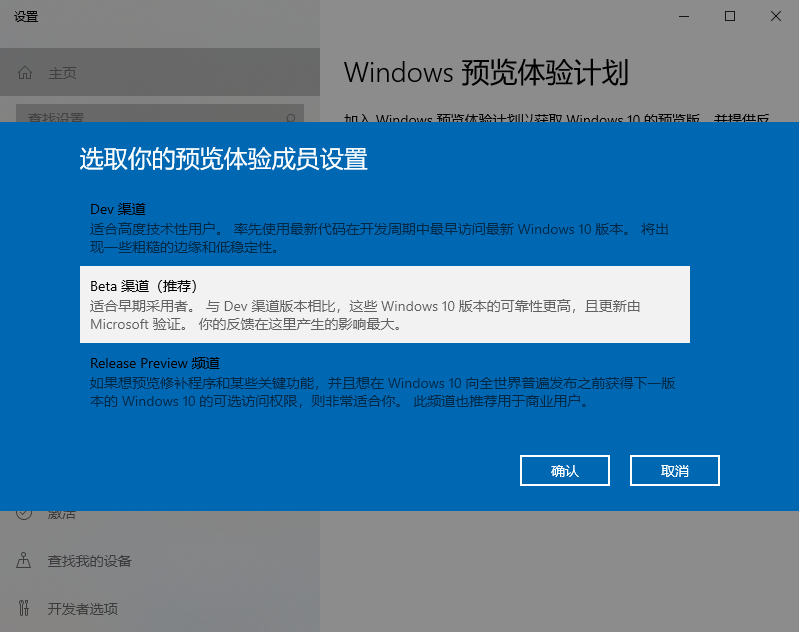 设置
主页
Windows 预览体验计划
查找设置
加入 Windows 预览体验计划以获取 Windows 10 的预览版，并提供反
选取你的预览体验成员设置
Dev 渠道
适合高度技术性用户。 率先使用最新代码在开发周期中最早访问最新 Windows 10 版本。 将出
现一些粗糙的边缘和低稳定性。
Beta 渠道（推荐）
适合早期采用者。 与 Dev 渠道版本相比，这些 Windows 10 版本的可靠性更高，且更新由
Microsoft 验证。 你的反馈在这里产生的影响最大。
Release Preview 频道
如果想预览修补程序和某些关键功能，并且想在 Windows 10 向全世界普遍发布之前获得下一版
本的 Windows 10 的可选访问权限，则非常适合你。 此频道也推荐用于商业用户。
确认
取消
激活
查找我的设备
开发者选项